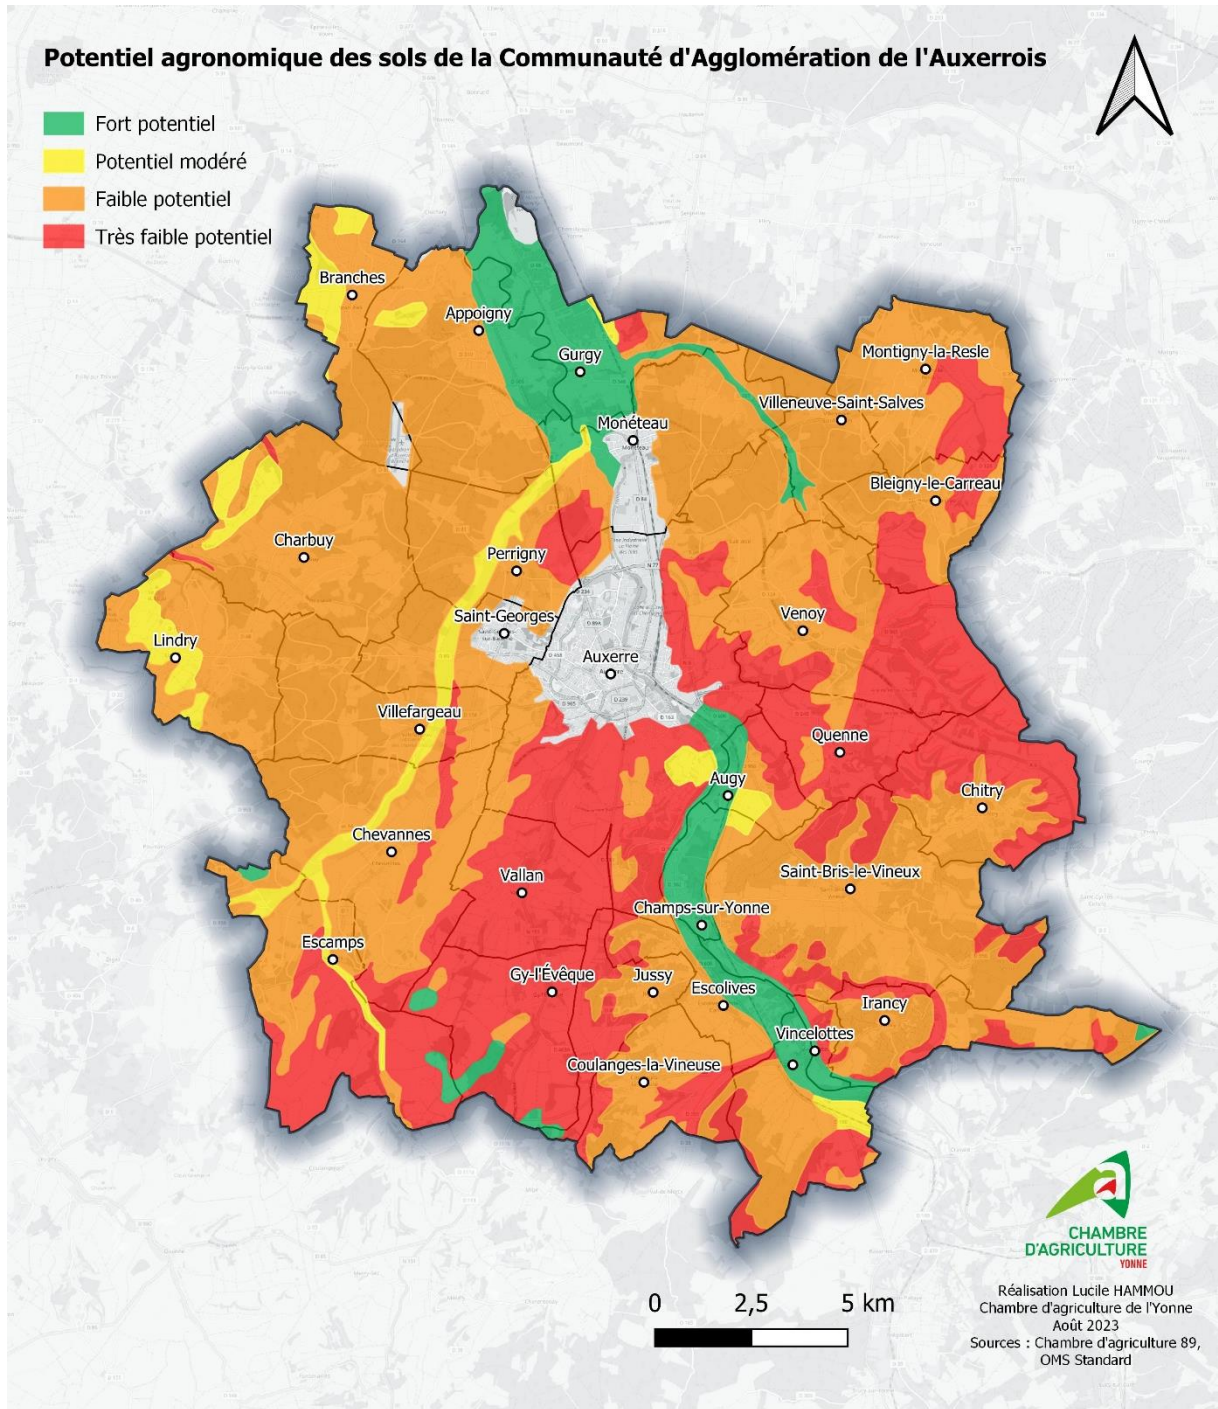 Potentiel agronomique des sols de la Communauté d'Agglomération de l'Auxerrois
Fort potentiel
Potentiel modéré
Faible potentiel
Très faible potentiel
Branches
Appoigny
Gurgy
Montigny-la-Resle
Villeneuve-Saint-Salves
Monéteau
Bleigny-le-Carreau
Charbuy
Perrigny
Saint-Georges
Venoy
Lindry
Auxerre
Villefargeau
Quenne
Augy
Chitry
Chevannes
Vallan
Saint-Bris-le-Vineux
Champs-sur-Yonne
Escamps
Gy-l'Évêque
Jussy
Escolives
Irancy
Vincelottes
Coulanges-la-Vineuse
CHAMBRE
D'AGRICULTURE
YONNE
0 2,5 5 km
Réalisation Lucile HAMMOU
Chambre d'agriculture de l'Yonne
Août 2023
Sources : Chambre d'agriculture 89,
OMS Standard